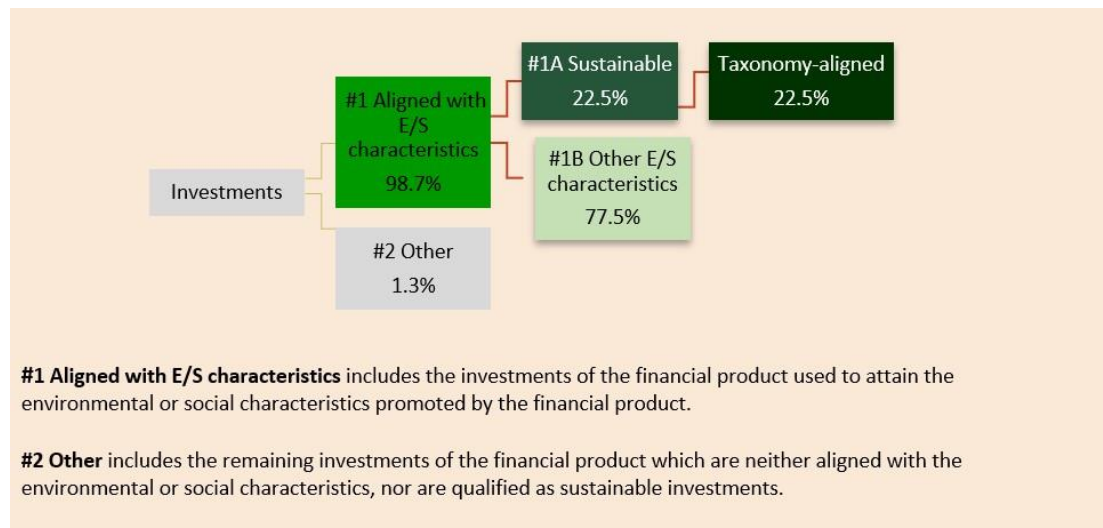 #1A Sustainable
22.5%
Taxonomy-aligned
22.5%
#1 Aligned with
E/S
characteristics
98.7%
#1B Other E/S
characteristics
77.5%
Investments
#2 Other
1.3%
#1 Aligned with E/S characteristics includes the investments of the financial product used to attain the
environmental or social characteristics promoted by the financial product.
#2 Other includes the remaining investments of the financial product which are neither aligned with the
environmental or social characteristics, nor are qualified as sustainable investments.